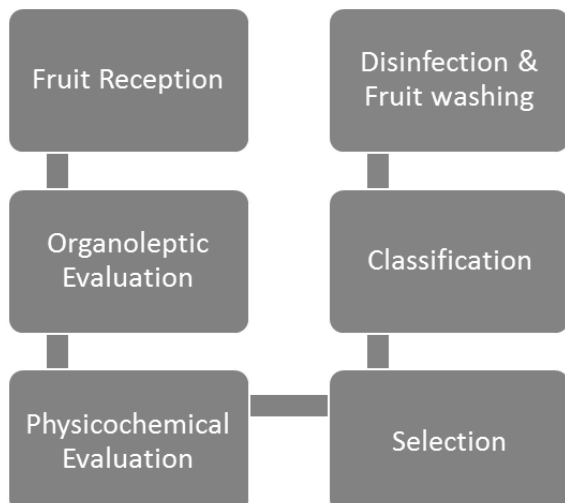 Fruit Reception
Organoleptic
Evaluation
Physicochemical
Evaluation
Selection
Classification
Disinfection &
Fruit washing